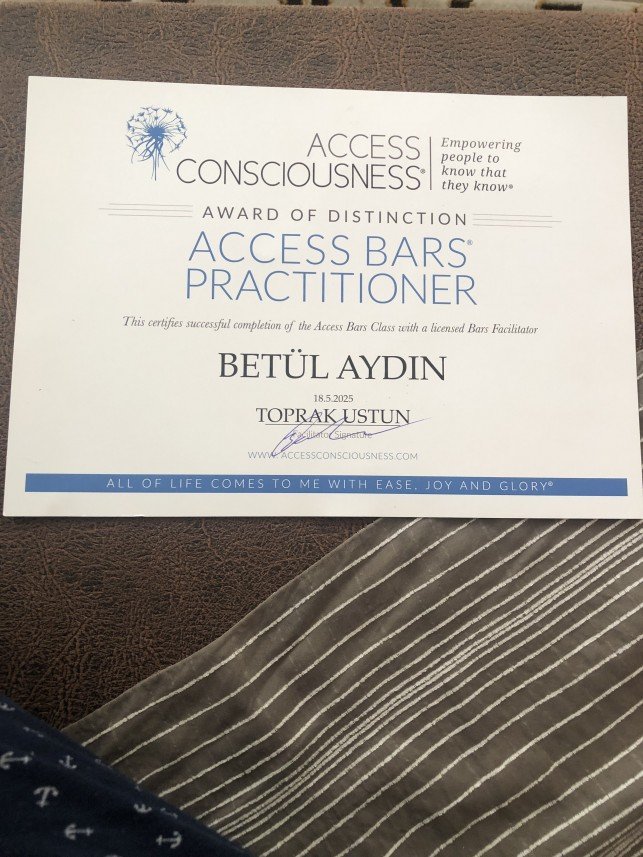 ACCESS
CONSCIOUSNESS®
Empowering
people to
know that
they know®
AWARD OF DISTINCTION
ACCESS BARS®
PRACTITIONER
This certifies successful completion of the Access Bars Class with a licensed Bars Facilitator
BETÜL AYDIN
18.5.2025
TOPRAK USTUN
Facilitator Signature
WWW.ACCESSCONSCIOUSNESS.COM
ALL OF LIFE COMES TO ME WITH EASE, JOY AND GLORY®